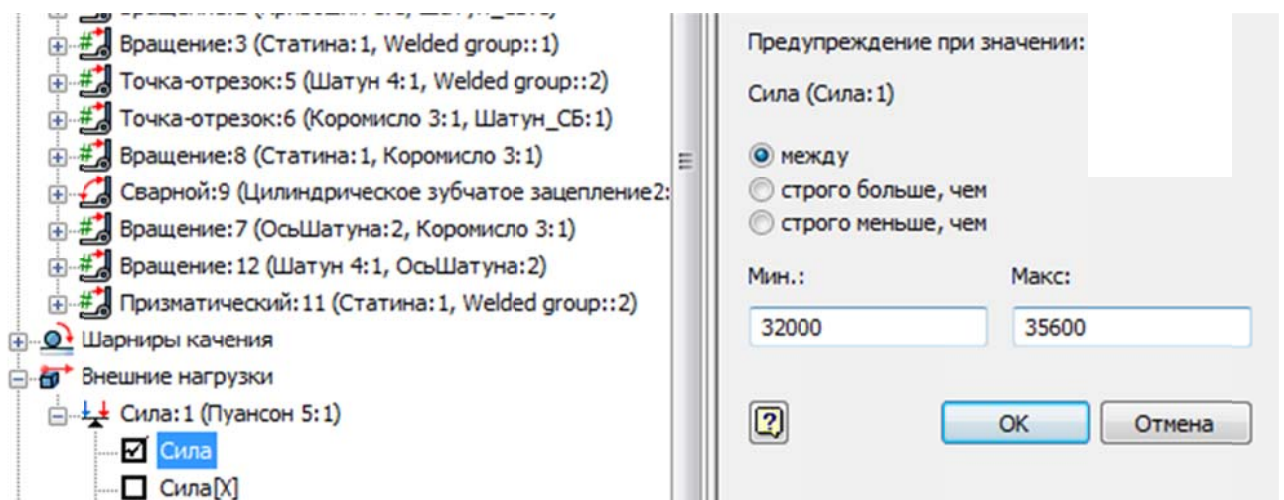 Вращение:3 (Статина:1, Welded group::1)
Точка-отрезок:5 (Шатун 4:1, Welded group::2)
Точка-отрезок:6 (Коромисло 3:1, Шатун_СБ:1)
Вращение:8 (Статина:1, Коромисло 3:1)
Сварной:9 (Цилиндрическое зубчатое зацепление2:
Вращение:7 (ОсьШатуна:2, Коромисло 3:1)
Вращение:12 (Шатун 4:1, ОсьШатуна:2)
Призматический:11 (Статина:1, Welded group::2)
Шарниры качения
Внешние нагрузки
Сила:1 (Пуансон 5:1)
Сила
Сила[X]
Предупреждение при значении:
Сила (Сила:1)
между
строго больше, чем
строго меньше, чем
Мин.: Макс:
32000 35600
OK Отмена